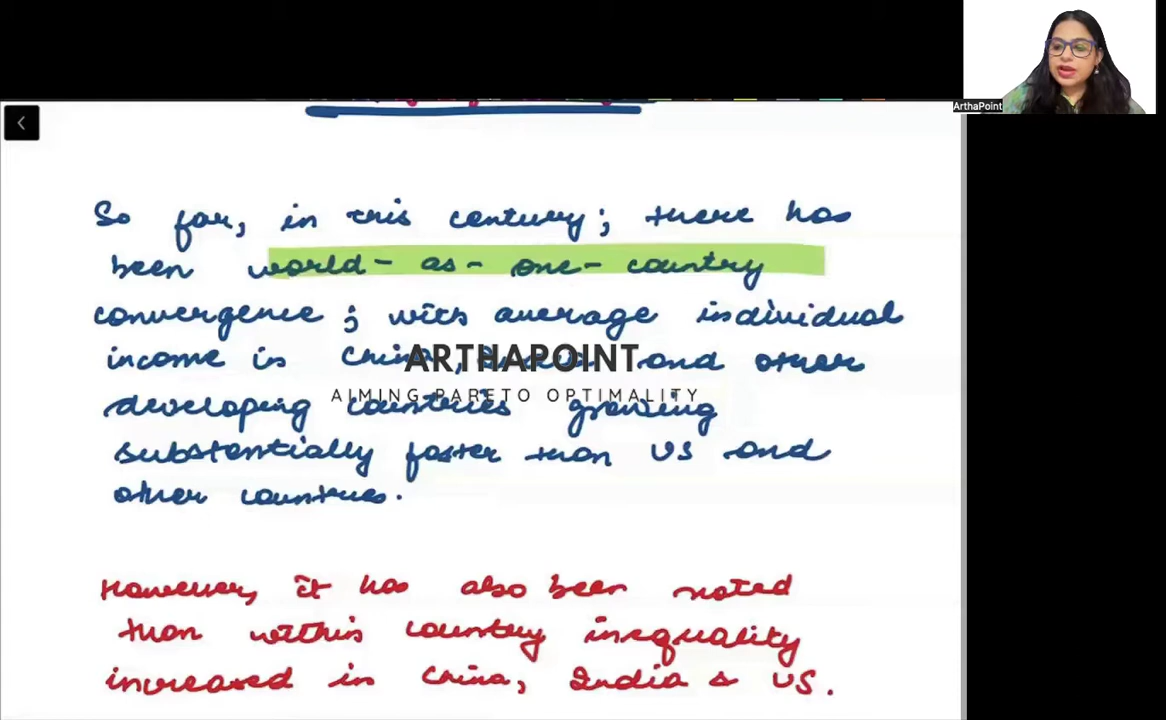 ArthaPoint
So far, in this century; there has
been world-as-one-country
convergence; with average individual
income in China, India and other
ARTHAPOINT
AIMING PARETO OPTIMALITY
developing countries growing
substantially faster than US and
other countries.
However, it has also been noted
than within country inequality
increased in China, India & US.